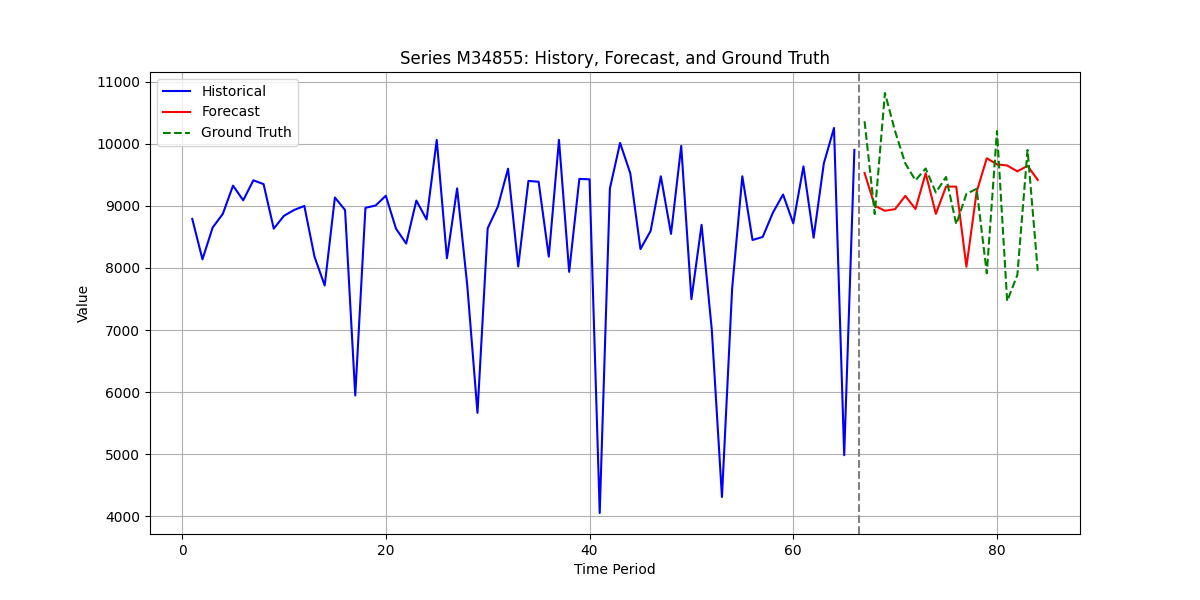 Series M34855: History, Forecast, and Ground Truth
Historical
Forecast
Ground Truth
11000
10000
9000
8000
7000
6000
5000
4000
Value
0 20 40 60 80
Time Period